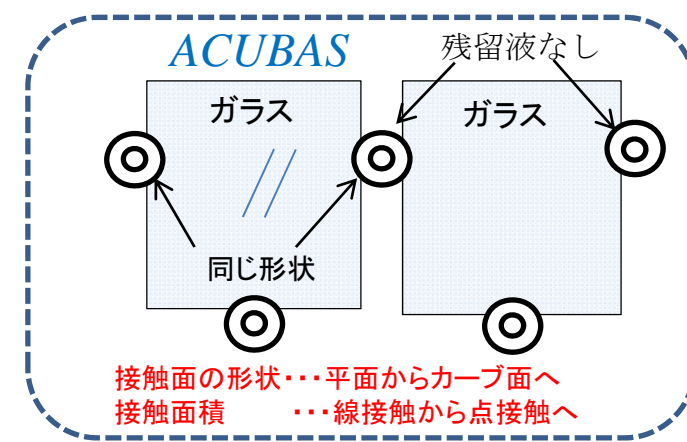 ACUBAS
残留液なし
ガラス
ガラス
同じ形状
接触面の形状・・・平面からカーブ面へ
接触面積　　　・・・線接触から点接触へ